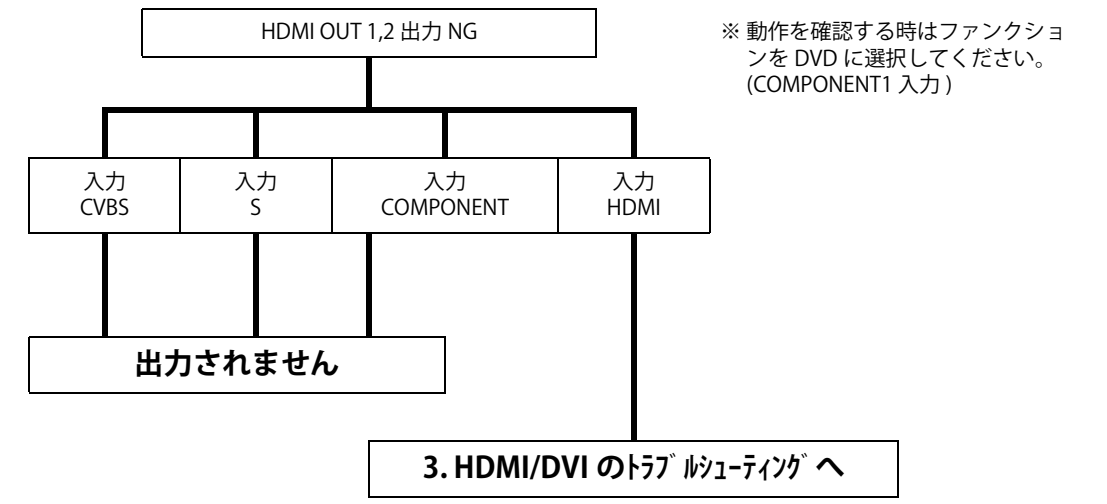 HDMI OUT 1,2 出力 NG
※ 動作を確認する時はファンクショ
ンを DVD に選択してください。
(COMPONENT1 入力 )
入力
CVBS
入力
S
入力
COMPONENT
入力
HDMI
出力されません
3. HDMI/DVI のﾄﾗﾌﾞﾙｼｭｰﾃｨﾝｸﾞ へ